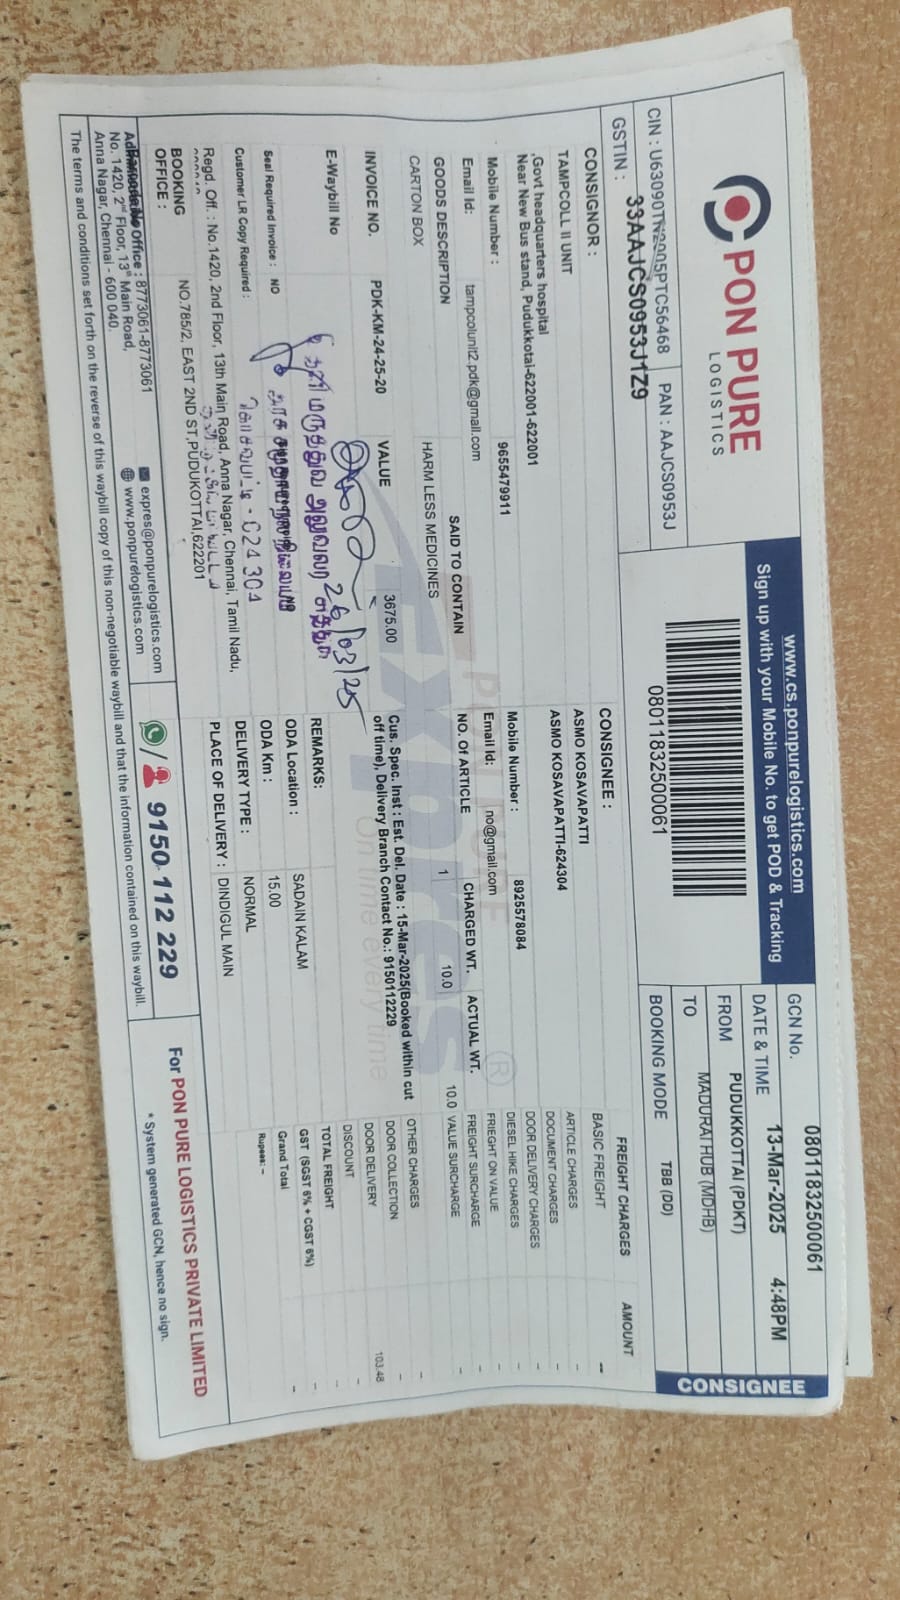 PON PURE
LOGISTICS
CIN : U63090TN2005PTC56468
PAN : AAJCS0953J
GSTIN :
33AAJCS0953J1Z9
www.cs.ponpurelogistics.com
Sign up with your Mobile No. to get POD & Tracking
08011832500061
GCN No. 08011832500061
DATE & TIME 13-Mar-2025 4:48PM
FROM PUDUKKOTTAI (PDKT)
TO MADURAI HUB (MDHB)
BOOKING MODE TBB (DD)
CONSIGNEE
CONSIGNOR :
TAMPCOLL II UNIT
,Govt headquarters hospital
Near New Bus stand, Pudukkotai-622001-622001
Mobile Number : 9655479911
Email Id: tampcolunit2.pdk@gmail.com
GOODS DESCRIPTION SAID TO CONTAIN
CARTON BOX HARM LESS MEDICINES
INVOICE NO. PDK-KM-24-25-20 VALUE 3675.00
E-Waybill No
Seal Required Invoice : NO
Customer LR Copy Required :
CONSIGNEE :
ASMO KOSAVAPATTI
ASMO KOSAVAPATTI-624304
Mobile Number : 8925578084
Email Id: no@gmail.com
NO. Of ARTICLE CHARGED WT. ACTUAL WT.
1 10.0 10.0
Cus. Spec. Inst : Est. Del. Date : 15-Mar-2025(Booked within cut
off time), Delivery Branch Contact No.: 9150112229
REMARKS:
ODA Location : SADAIN KALAM
ODA Km : 15.00
DELIVERY TYPE : NORMAL
PLACE OF DELIVERY : DINDIGUL MAIN
FREIGHT CHARGES AMOUNT
BASIC FREIGHT --
ARTICLE CHARGES -
DOCUMENT CHARGES -
DOOR DELIVERY CHARGES -
DIESEL HIKE CHARGES -
FRIEGHT ON VALUE -
FREIGHT SURCHARGE -
VALUE SURCHARGE -
OTHER CHARGES -
DOOR COLLECTION -
DOOR DELIVERY 103.48
DISCOUNT -
TOTAL FREIGHT -
GST (SGST 6% + CGST 6%) -
Grand Total --
Rupees: --
26/03/25
Regd. Off. : No.1420, 2nd Floor, 13th Main Road, Anna Nagar, Chennai, Tamil Nadu,
BOOKING OFFICE : NO.785/2, EAST 2ND ST,PUDUKOTTAI,622201
Office : 8773061-8773061
No. 1420, 2nd Floor, 13th Main Road,
Anna Nagar, Chennai - 600 040.
expres@ponpurelogistics.com
www.ponpurelogistics.com
/ 9150 112 229
The terms and conditions set forth on the reverse of this waybill copy of this non-negotiable waybill and that the information contained on this waybill.
For PON PURE LOGISTICS PRIVATE LIMITED
* System generated GCN, hence no sign.